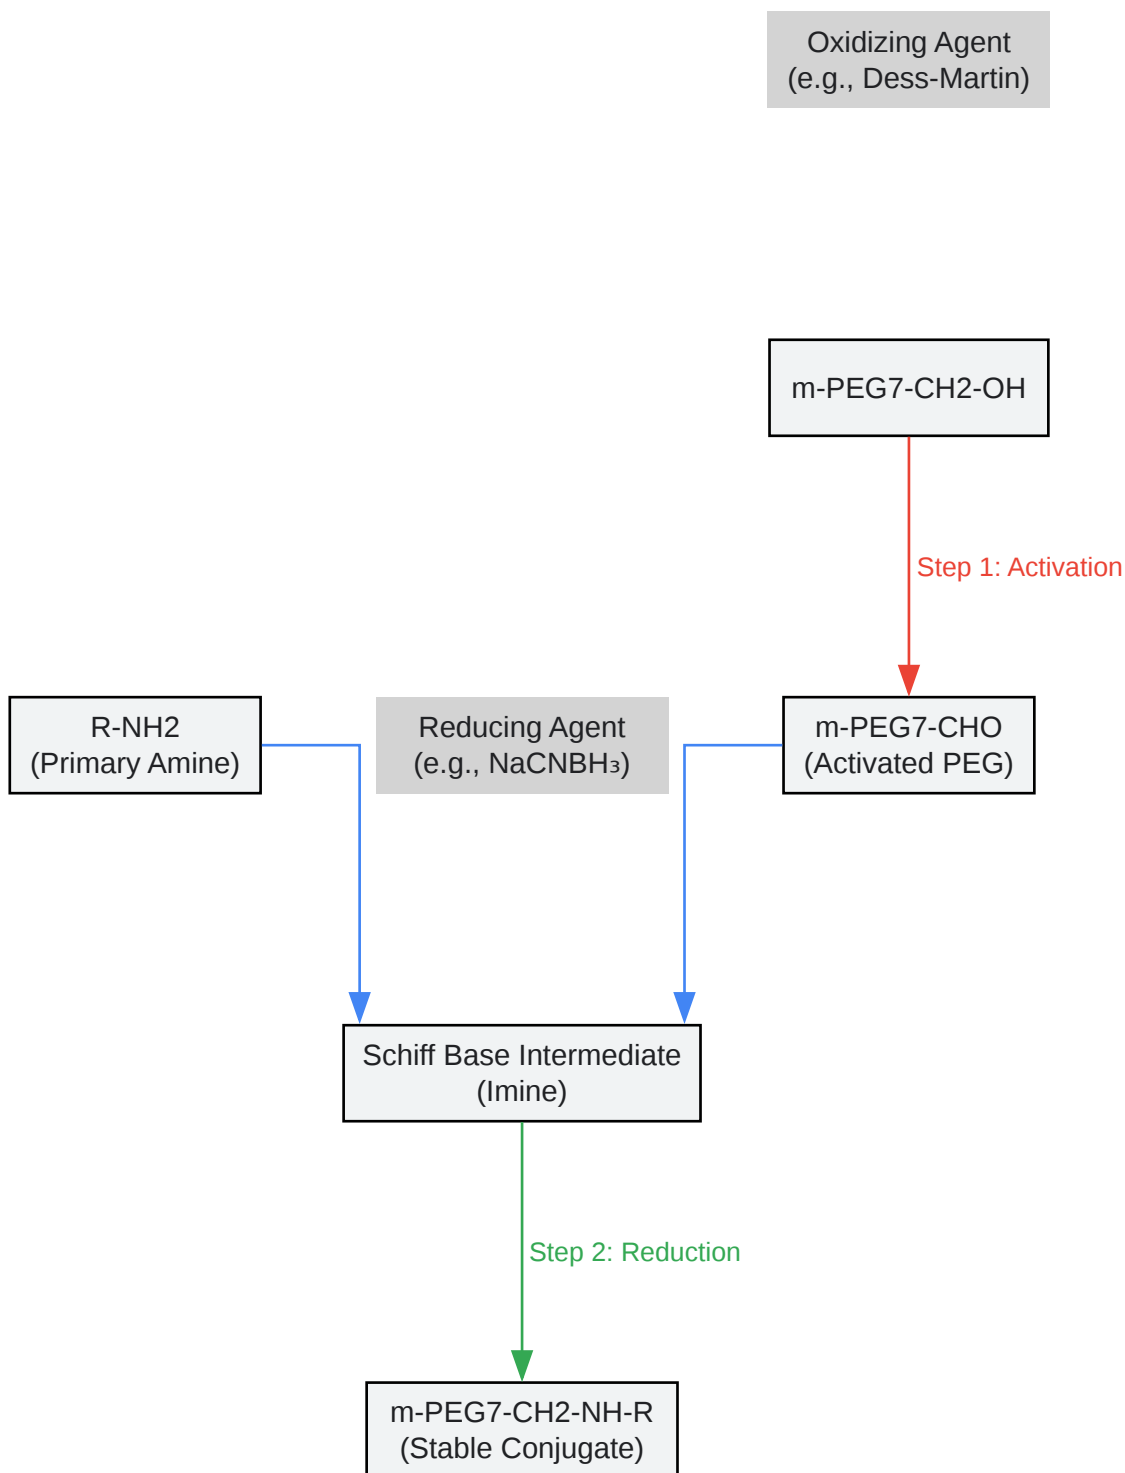 Oxidizing Agent
(e.g., Dess-Martin)
m-PEG7-CH2-OH
Step 1: Activation
R-NH2
(Primary Amine)
Reducing Agent
(e.g., NaCNBH₃)
m-PEG7-CHO
(Activated PEG)
Schiff Base Intermediate
(Imine)
Step 2: Reduction
m-PEG7-CH2-NH-R
(Stable Conjugate)